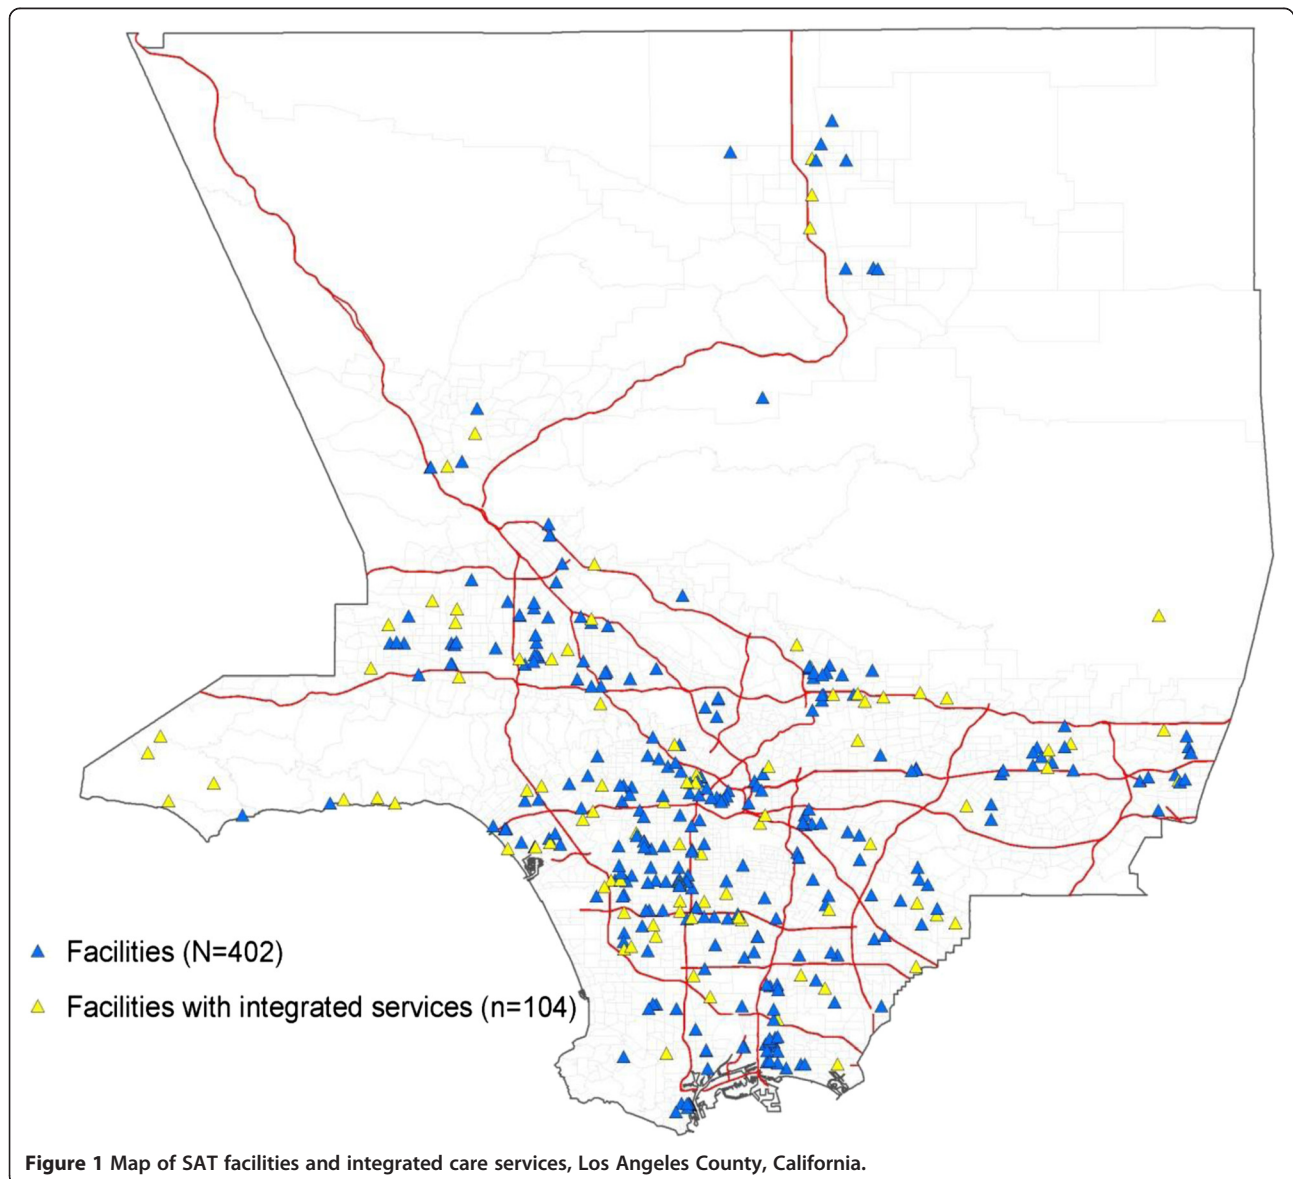 Facilities (N=402)
Facilities with integrated services (n=104)
Figure 1 Map of SAT facilities and integrated care services, Los Angeles County, California.